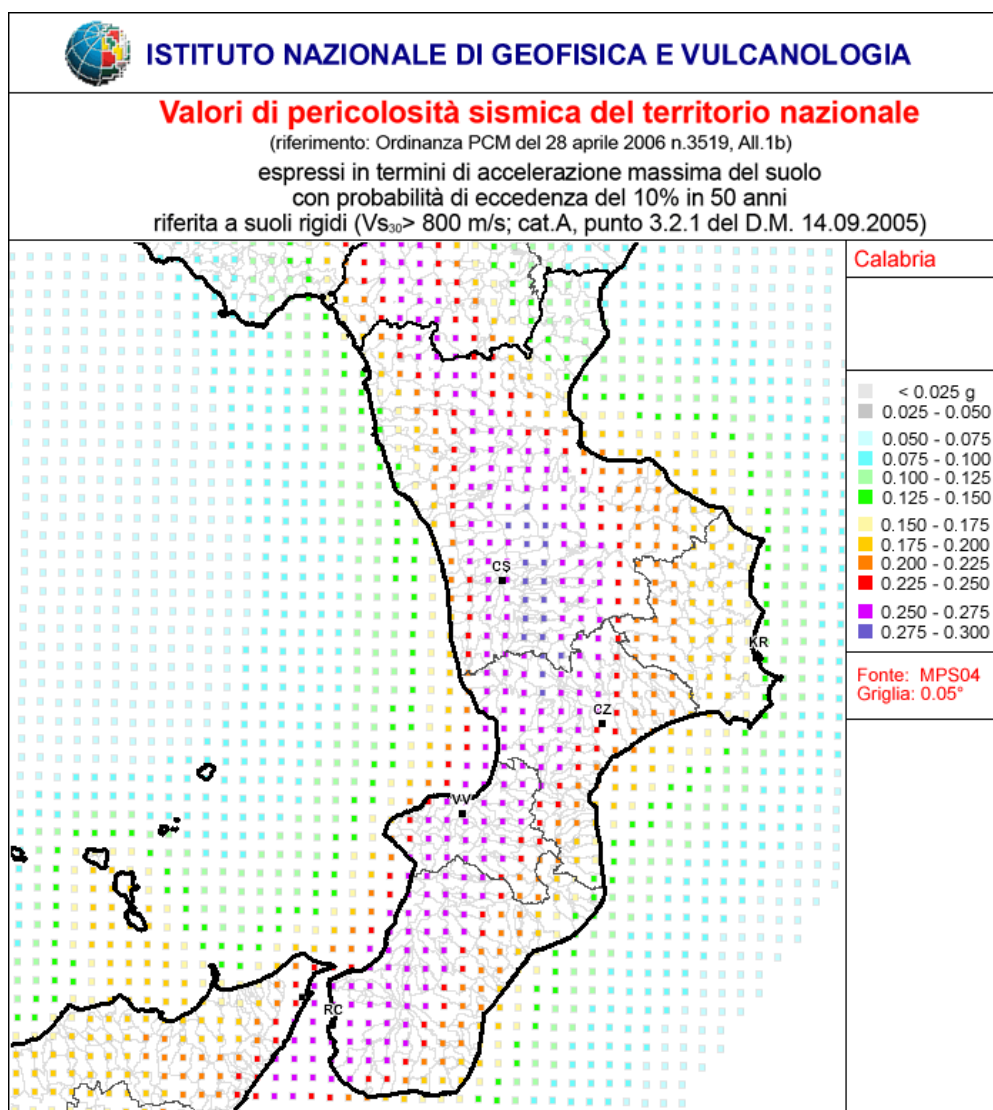 ISTITUTO NAZIONALE DI GEOFISICA E VULCANOLOGIA
Valori di pericolosità sismica del territorio nazionale
(riferimento: Ordinanza PCM del 28 aprile 2006 n.3519, All.1b)
espressi in termini di accelerazione massima del suolo
con probabilità di eccedenza del 10% in 50 anni
riferita a suoli rigidi (Vs₃₀> 800 m/s; cat.A, punto 3.2.1 del D.M. 14.09.2005)
Calabria
< 0.025 g
0.025 - 0.050
0.050 - 0.075
0.075 - 0.100
0.100 - 0.125
0.125 - 0.150
0.150 - 0.175
0.175 - 0.200
0.200 - 0.225
0.225 - 0.250
0.250 - 0.275
0.275 - 0.300
Fonte: MPS04
Griglia: 0.05°
CS
KR
CZ
VV
RC